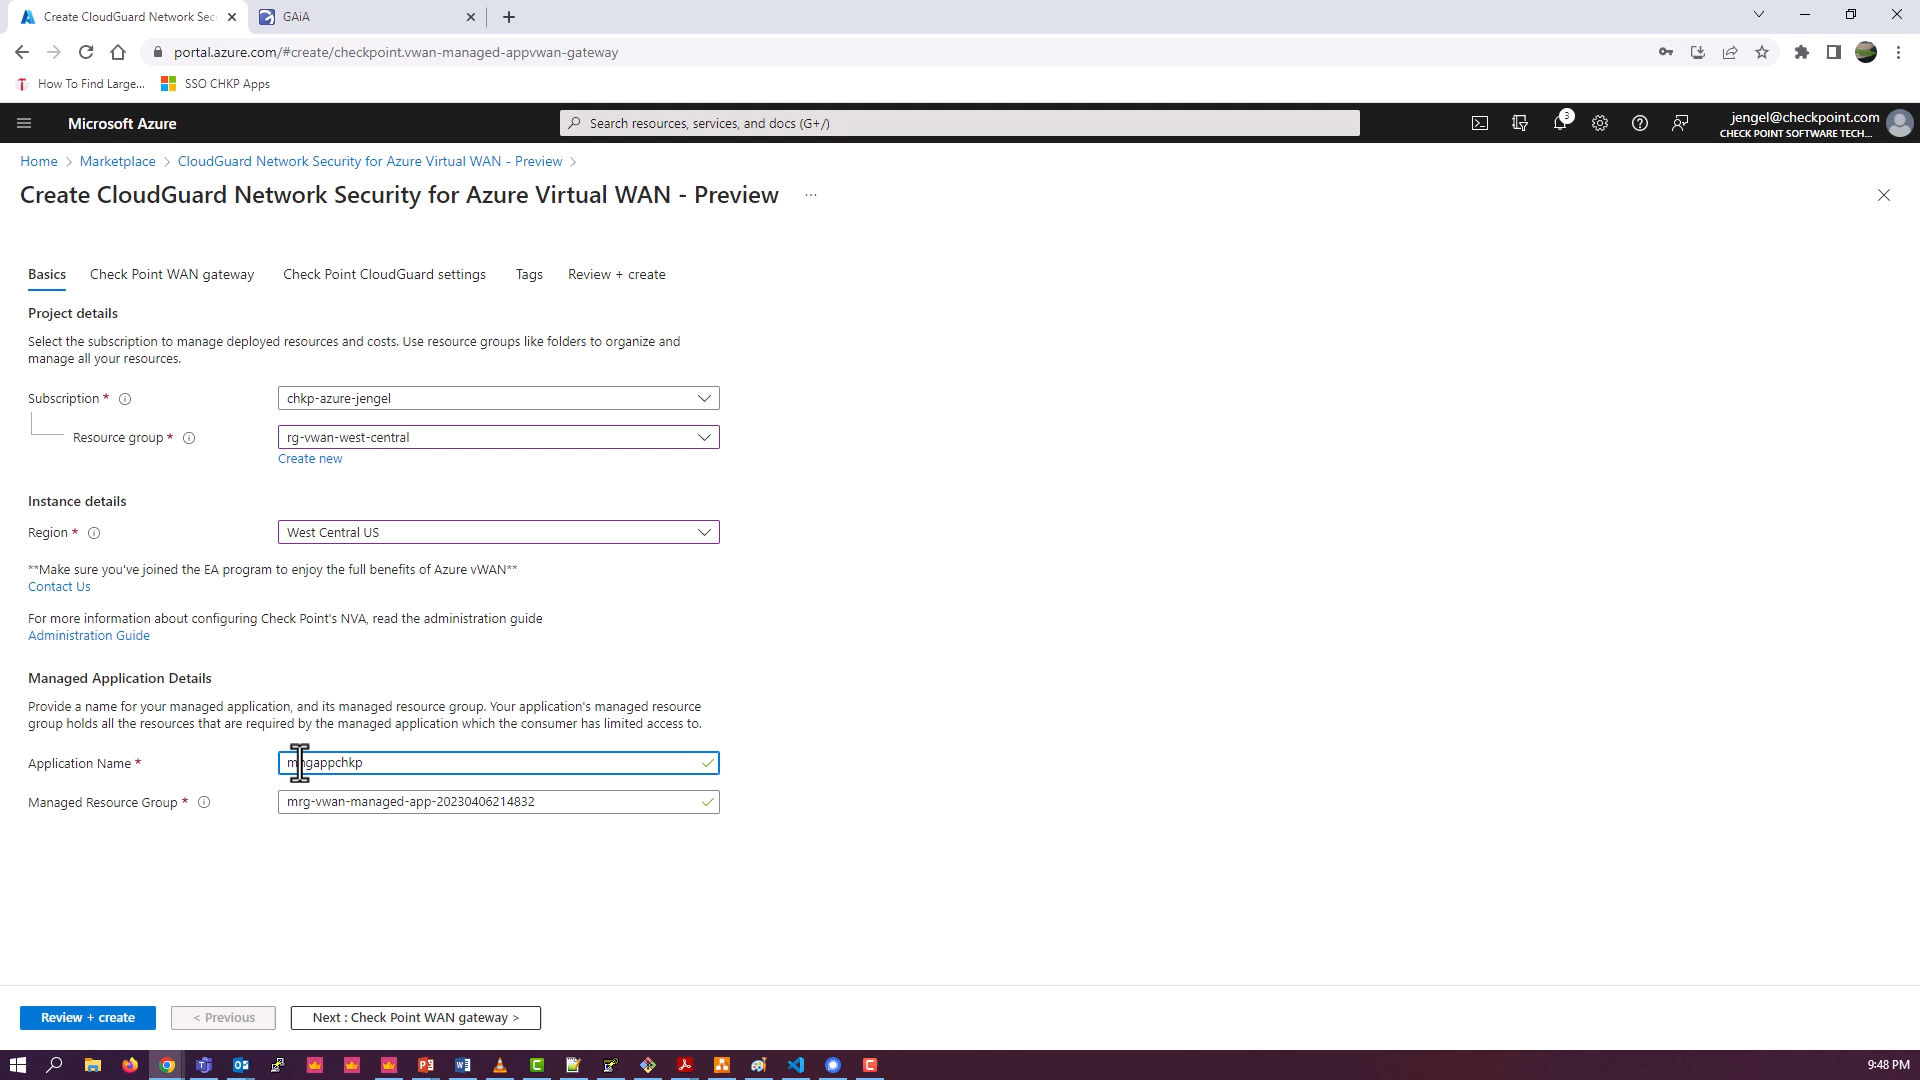 Create CloudGuard Network Sec
GAiA
portal.azure.com/#create/checkpoint.vwan-managed-appvwan-gateway
How To Find Large...
SSO CHKP Apps
Microsoft Azure
Search resources, services, and docs (G+/)
3
jengel@checkpoint.com
CHECK POINT SOFTWARE TECH...
Home > Marketplace > CloudGuard Network Security for Azure Virtual WAN - Preview >
Create CloudGuard Network Security for Azure Virtual WAN - Preview ...
Basics Check Point WAN gateway Check Point CloudGuard settings Tags Review + create
Project details
Select the subscription to manage deployed resources and costs. Use resource groups like folders to organize and
manage all your resources.
Subscription * chkp-azure-jengel
Resource group * rg-vwan-west-central
Create new
Instance details
Region * West Central US
**Make sure you've joined the EA program to enjoy the full benefits of Azure vWAN**
Contact Us
For more information about configuring Check Point's NVA, read the administration guide
Administration Guide
Managed Application Details
Provide a name for your managed application, and its managed resource group. Your application's managed resource
group holds all the resources that are required by the managed application which the consumer has limited access to.
Application Name *
Managed Resource Group * mrg-vwan-managed-app-20230406214832
Review + create < Previous Next : Check Point WAN gateway >
9:48 PM